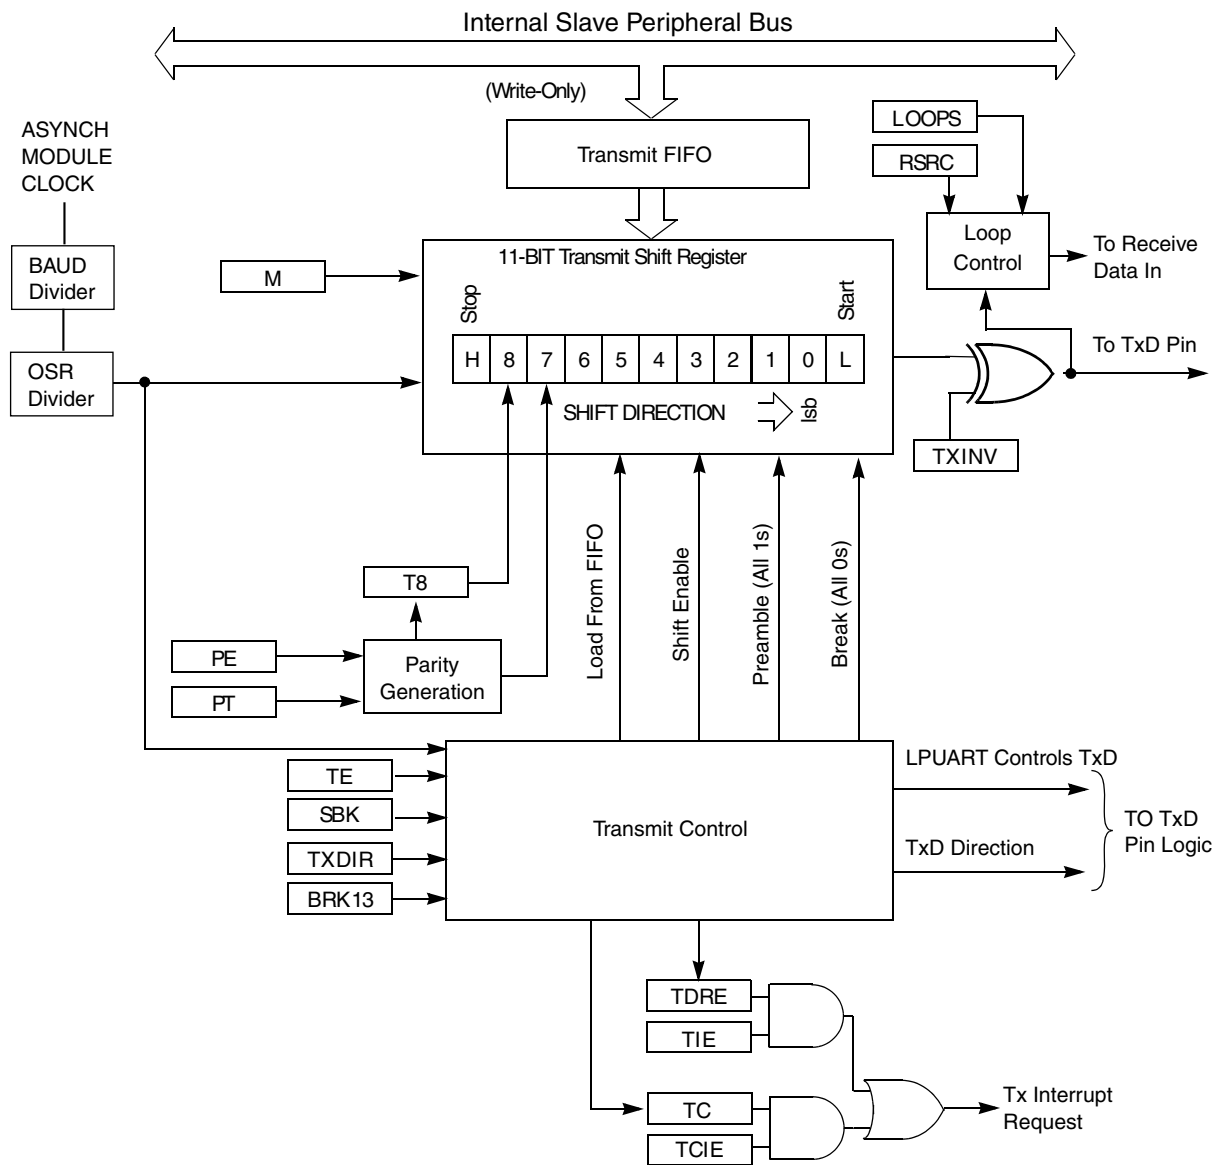 Internal Slave Peripheral Bus
(Write-Only)
Transmit FIFO
LOOPS
RSRC
ASYNCH
MODULE
CLOCK
Loop
Control
To Receive
Data In
BAUD
Divider
M
11-BIT Transmit Shift Register
Stop
Start
H 8 7 6 5 4 3 2 1 0 L
To TxD Pin
OSR
Divider
SHIFT DIRECTION
lsb
TXINV
Load From FIFO
Shift Enable
Preamble (All 1s)
Break (All 0s)
T8
PE
PT
Parity
Generation
TE
SBK
TXDIR
BRK13
Transmit Control
LPUART Controls TxD
TxD Direction
TO TxD
Pin Logic
TDRE
TIE
TC
TCIE
Tx Interrupt
Request